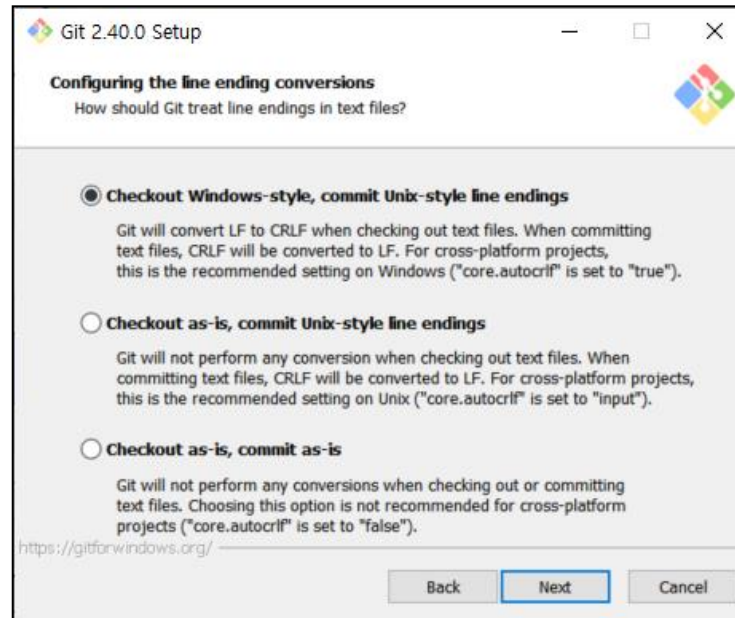 Git 2.40.0 Setup
Configuring the line ending conversions
How should Git treat line endings in text files?
Checkout Windows-style, commit Unix-style line endings
Git will convert LF to CRLF when checking out text files. When committing
text files, CRLF will be converted to LF. For cross-platform projects,
this is the recommended setting on Windows ("core.autocrlf" is set to "true").
Checkout as-is, commit Unix-style line endings
Git will not perform any conversion when checking out text files. When
committing text files, CRLF will be converted to LF. For cross-platform projects,
this is the recommended setting on Unix ("core.autocrlf" is set to "input").
Checkout as-is, commit as-is
Git will not perform any conversions when checking out or committing
text files. Choosing this option is not recommended for cross-platform
projects ("core.autocrlf" is set to "false").
https://gitforwindows.org/
Back Next Cancel